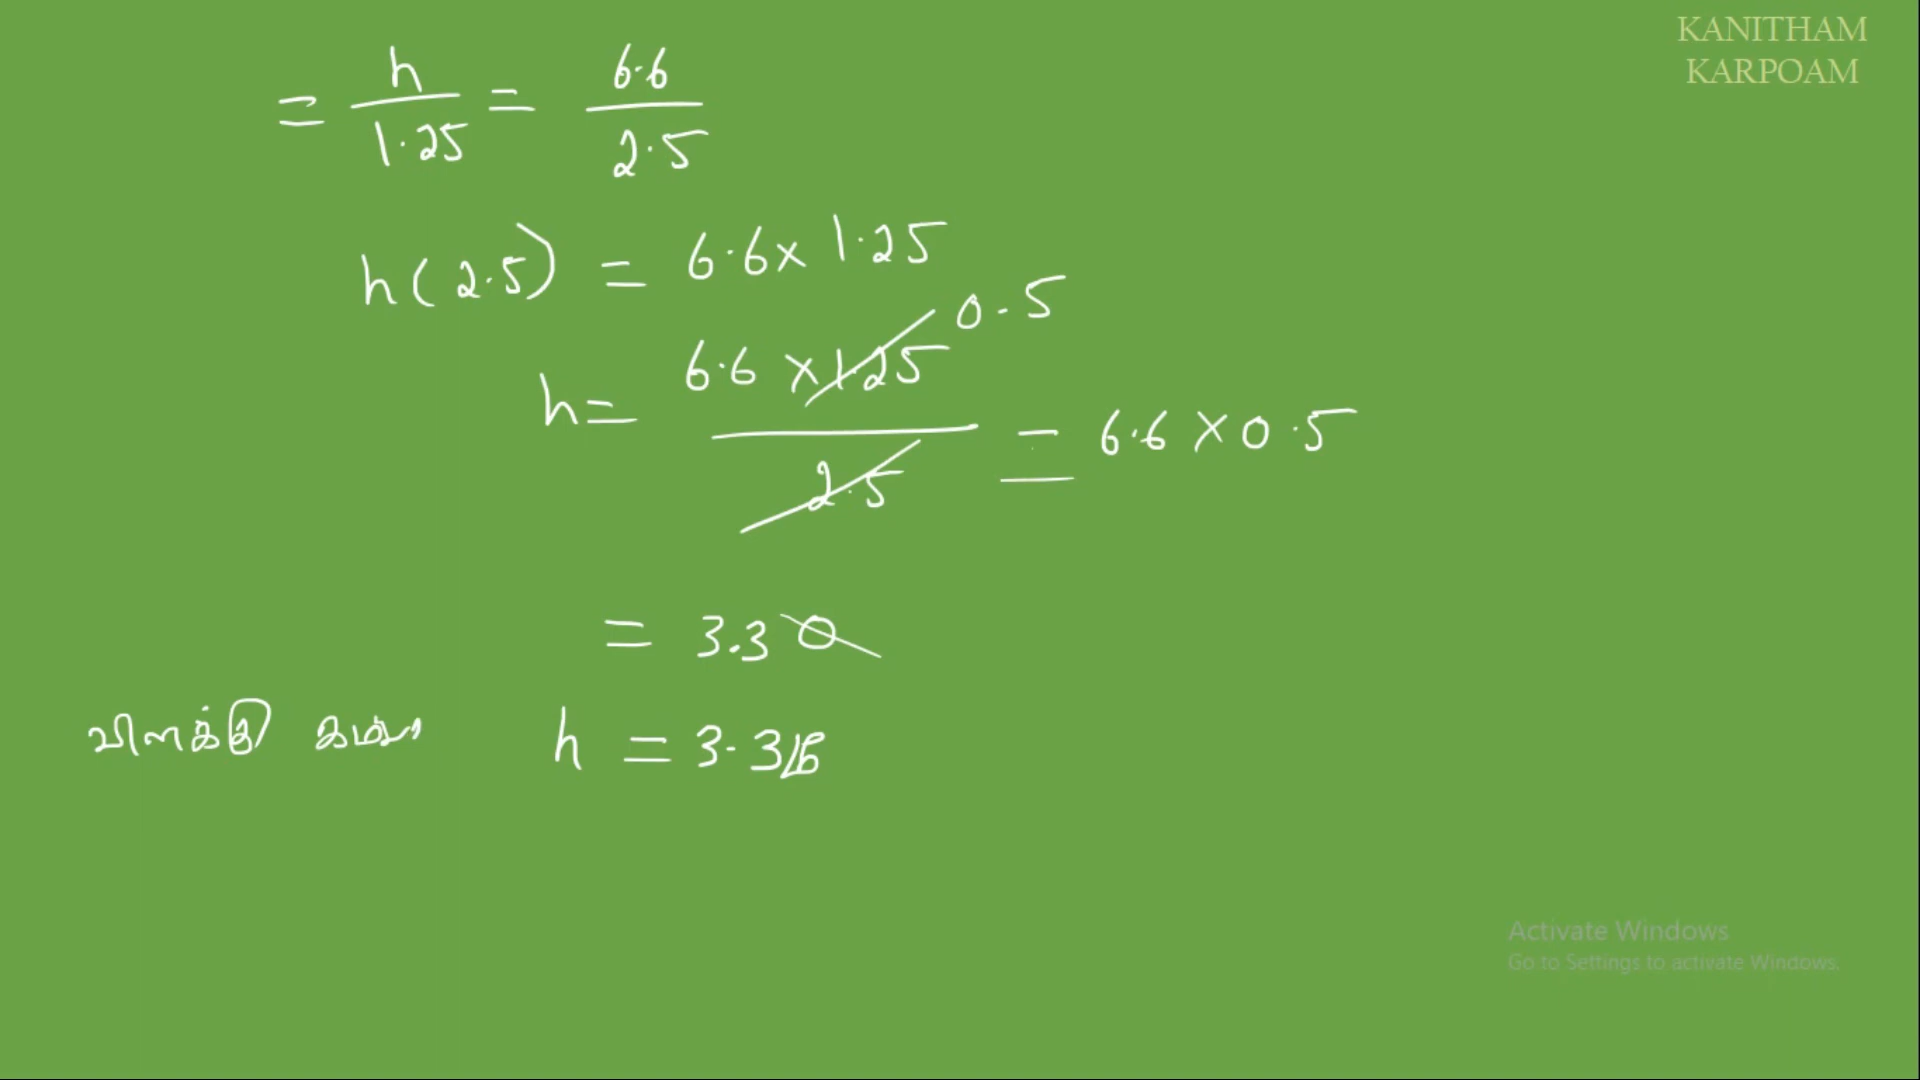 KANITHAM
KARPOAM
= h/1.25 = 6.6/2.5
h(2.5) = 6.6 x 1.25
h = 6.6 x 1.25 / 2.5 0.5 = 6.6 x 0.5
= 3.30
விளக்கு கம்ப h = 3.3மீ
Activate Windows
Go to Settings to activate Windows.